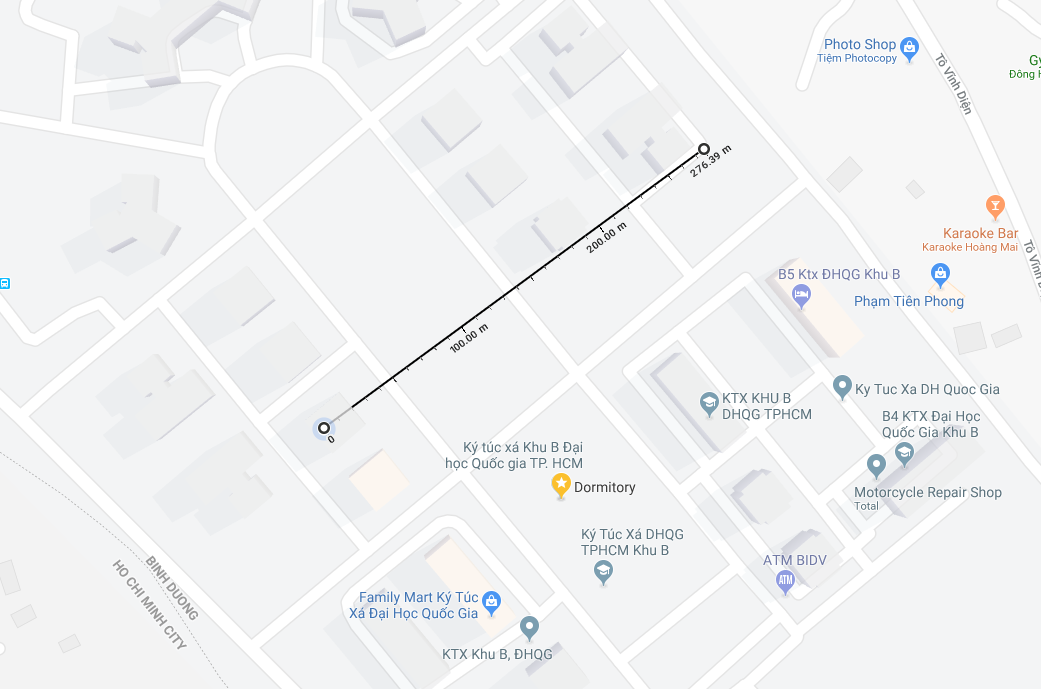 Photo Shop
Tiệm Photocopy
Tô Vĩnh Diện
Gy
Đông H
276.39 m
200.00 m
100.00 m
0
Karaoke Bar
Karaoke Hoàng Mai
Tô Vĩnh D
B5 Ktx ĐHQG Khu B
Phạm Tiên Phong
KTX KHU B
DHQG TPHCM
Ky Tuc Xa DH Quoc Gia
B4 KTX Đại Học
Quốc Gia Khu B
Ký túc xá Khu B Đại
học Quốc gia TP. HCM
Dormitory
Motorcycle Repair Shop
Total
Ký Túc Xá DHQG
TPHCM Khu B
ATM BIDV
ATM
BINH DUONG
HO CHI MINH CITY
Family Mart Ký Túc
Xá Đại Học Quốc Gia
KTX Khu B, ĐHQG